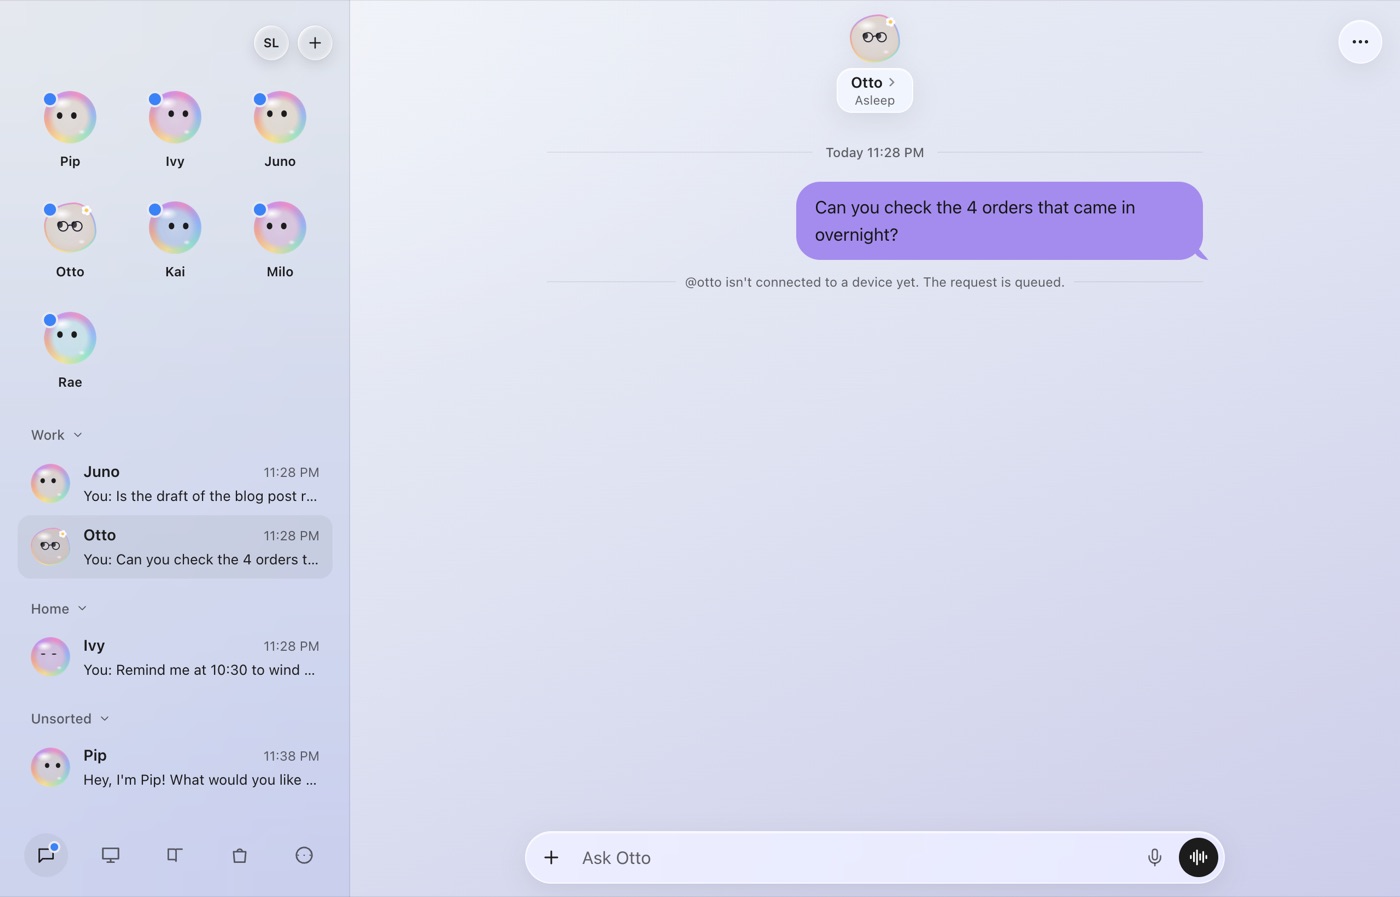 SL
Pip
Ivy
Juno
Otto
Kai
Milo
Rae
Work
Juno
11:28 PM
You: Is the draft of the blog post r...
Otto
11:28 PM
You: Can you check the 4 orders t...
Home
Ivy
11:28 PM
You: Remind me at 10:30 to wind ...
Unsorted
Pip
11:38 PM
Hey, I'm Pip! What would you like ...
Otto
Asleep
Today 11:28 PM
Can you check the 4 orders that came in
overnight?
@otto isn't connected to a device yet. The request is queued.
Ask Otto